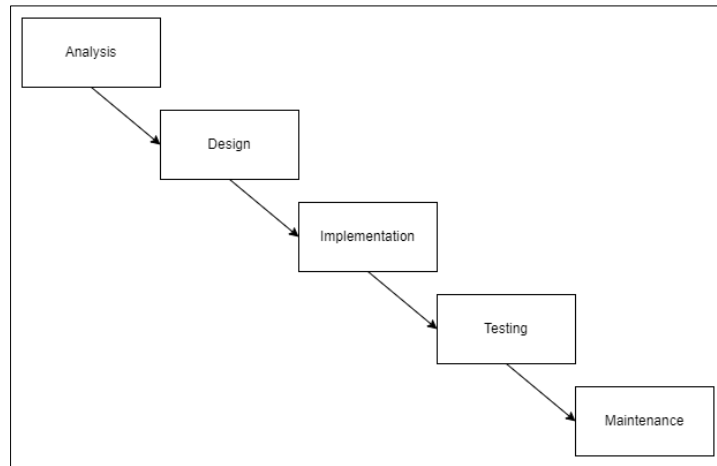 Analysis
Design
Implementation
Testing
Maintenance